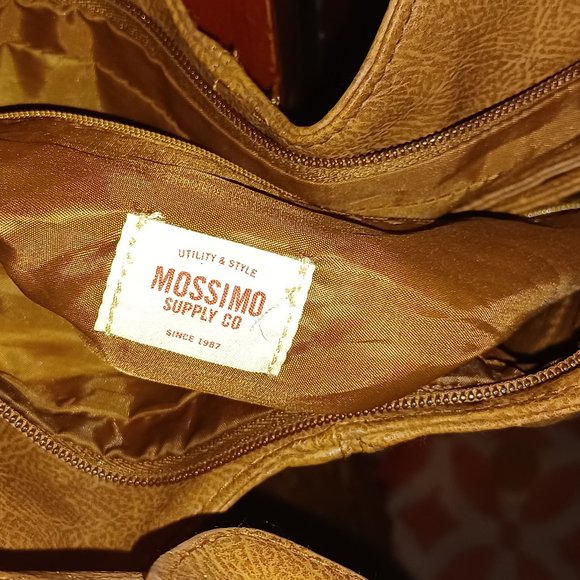 UTILITY & STYLE
MOSSIMO
SUPPLY CO
SINCE 1987